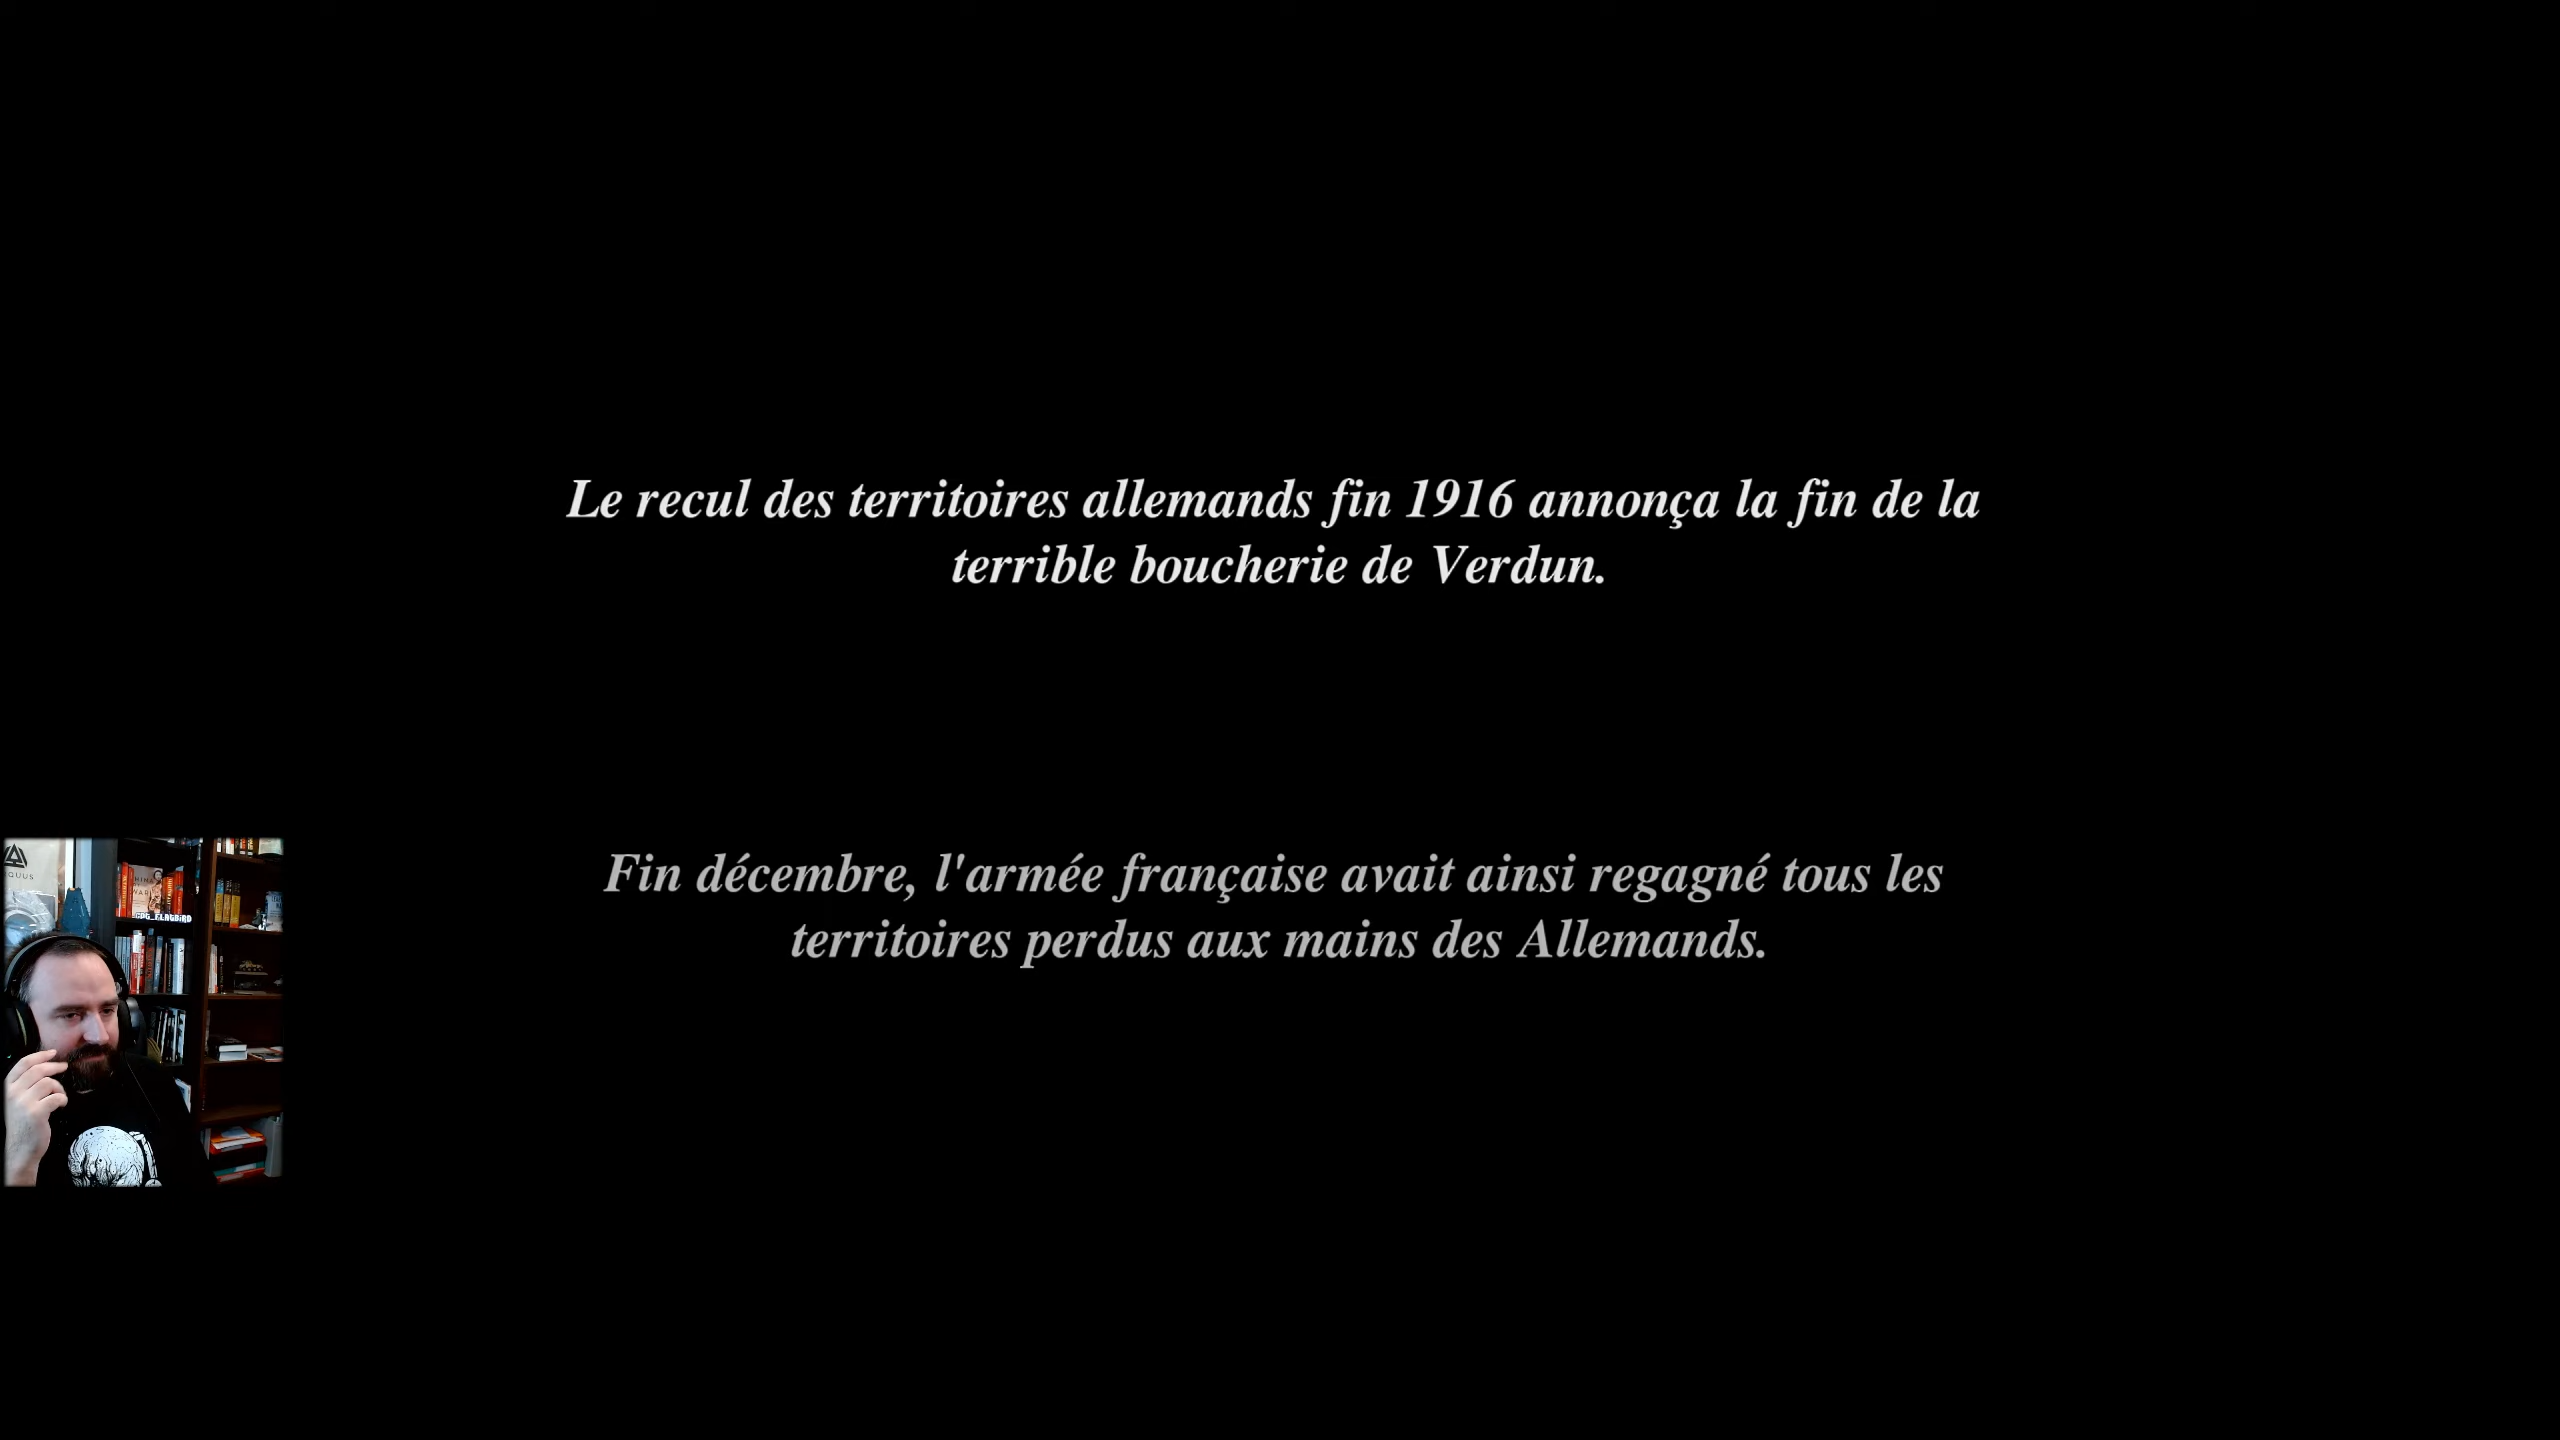 Le recul des territoires allemands fin 1916 annonça la fin de la
terrible boucherie de Verdun.
Fin décembre, l'armée française avait ainsi regagné tous les
territoires perdus aux mains des Allemands.
CDG_FLATBIRD